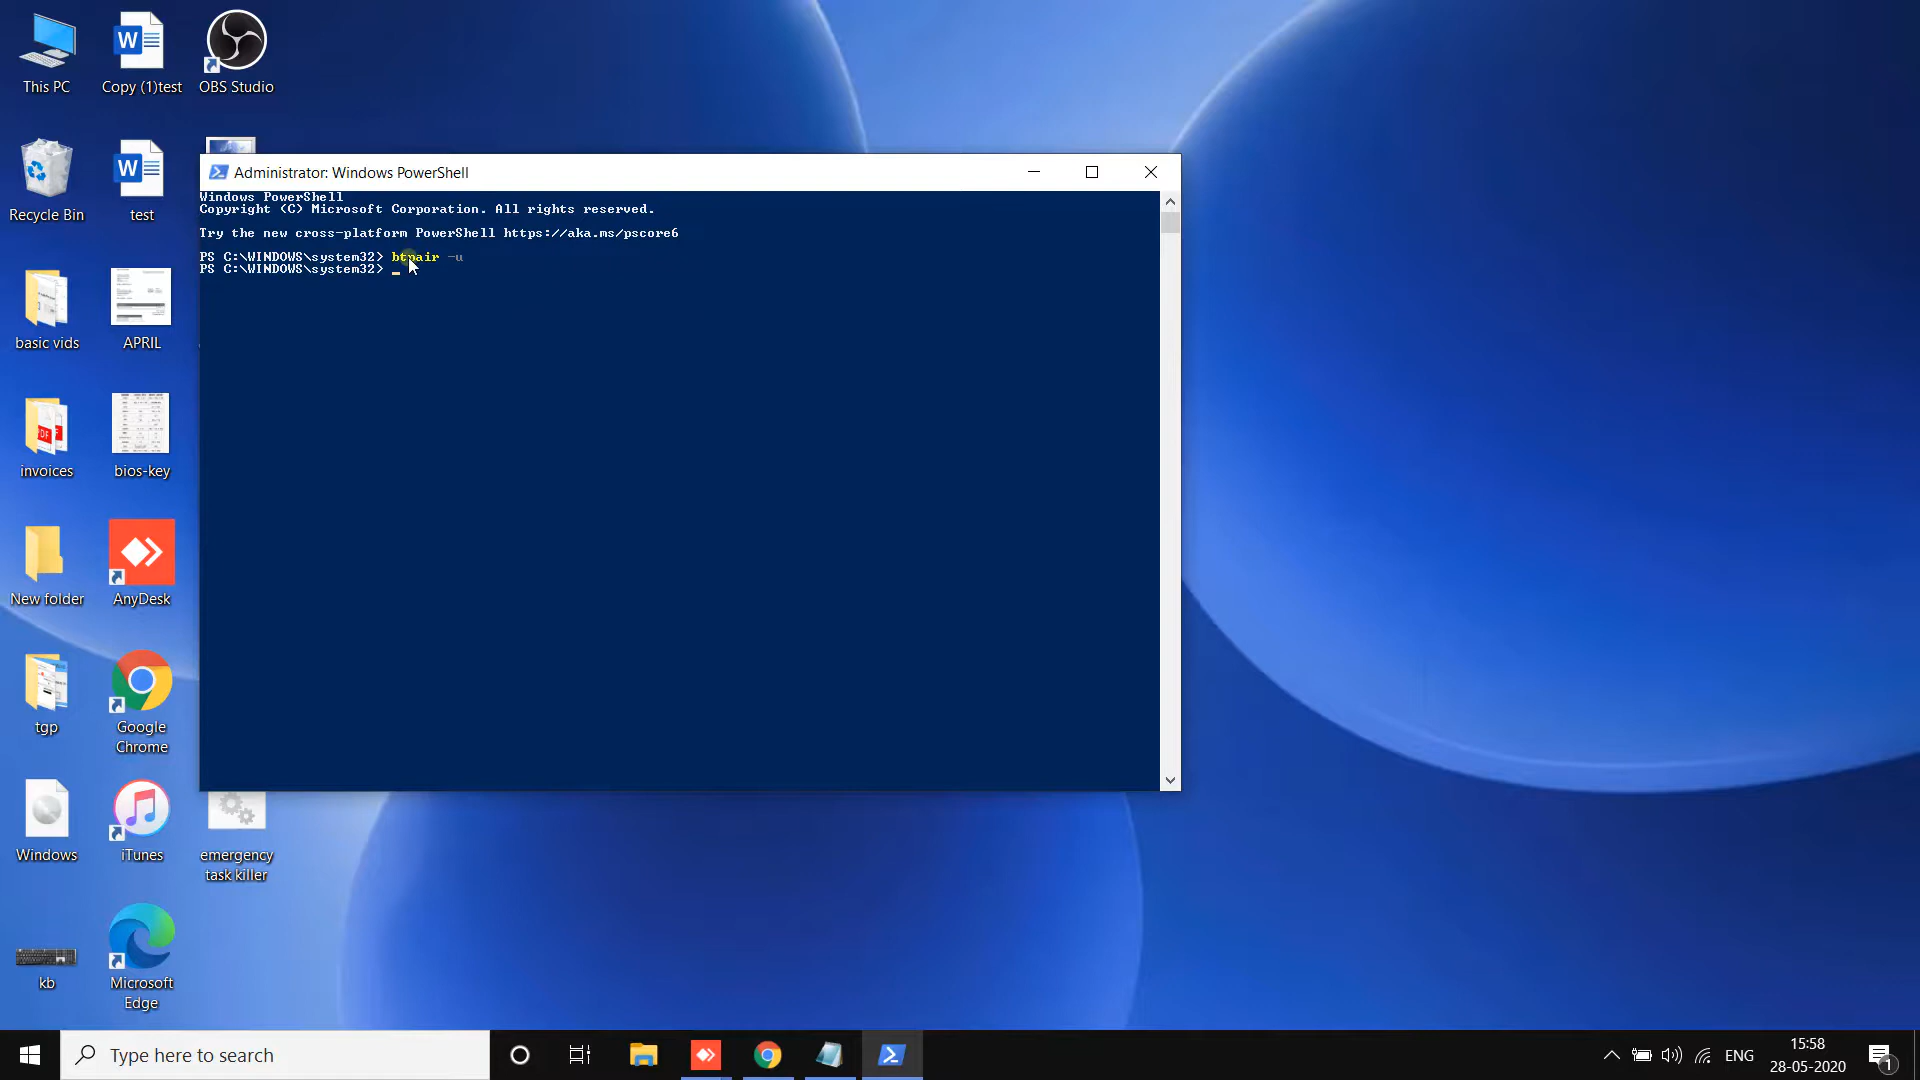 This PC
Copy (1)test
OBS Studio
Recycle Bin
test
Administrator: Windows PowerShell
Windows PowerShell
Copyright (C) Microsoft Corporation. All rights reserved.
Try the new cross-platform PowerShell https://aka.ms/pscore6
PS C:\WINDOWS\system32> btpair -u
PS C:\WINDOWS\system32> _
basic vids
APRIL
invoices
bios-key
New folder
AnyDesk
tgp
Google
Chrome
Windows
iTunes
emergency
task killer
kb
Microsoft
Edge
Type here to search
ENG
15:58
28-05-2020
1